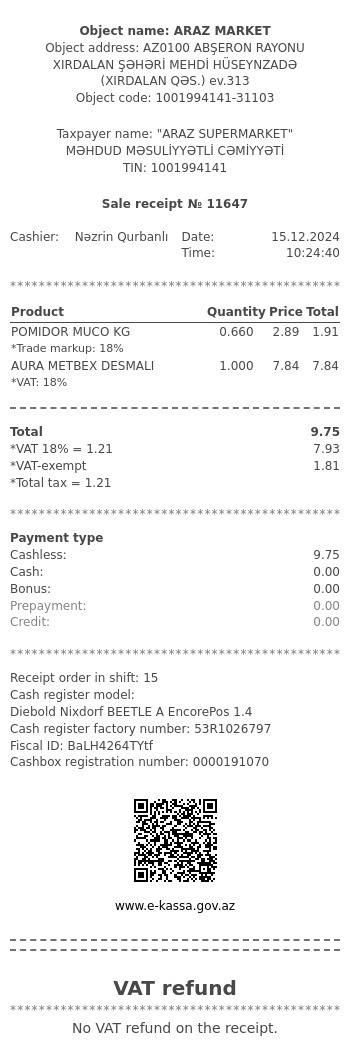 Object name: ARAZ MARKET
Object address: AZ0100 ABŞERON RAYONU
XIRDALAN ŞƏHƏRİ MEHDİ HÜSEYNZADƏ
(XIRDALAN QƏS.) ev.313
Object code: 1001994141-31103
Taxpayer name: "ARAZ SUPERMARKET"
MƏHDUD MƏSULİYYƏTLİ CƏMİYYƏTİ
TIN: 1001994141
Sale receipt № 11647
Cashier: Nəzrin Qurbanlı Date: 15.12.2024
Time: 10:24:40
**********************************************
Product Quantity Price Total
POMIDOR MUCO KG 0.660 2.89 1.91
*Trade markup: 18%
AURA METBEX DESMALI 1.000 7.84 7.84
*VAT: 18%
Total 9.75
*VAT 18% = 1.21 7.93
*VAT-exempt 1.81
*Total tax = 1.21
**********************************************
Payment type
Cashless: 9.75
Cash: 0.00
Bonus: 0.00
Prepayment: 0.00
Credit: 0.00
**********************************************
Receipt order in shift: 15
Cash register model:
Diebold Nixdorf BEETLE A EncorePos 1.4
Cash register factory number: 53R1026797
Fiscal ID: BaLH4264TYtf
Cashbox registration number: 0000191070
www.e-kassa.gov.az
VAT refund
**********************************************
No VAT refund on the receipt.